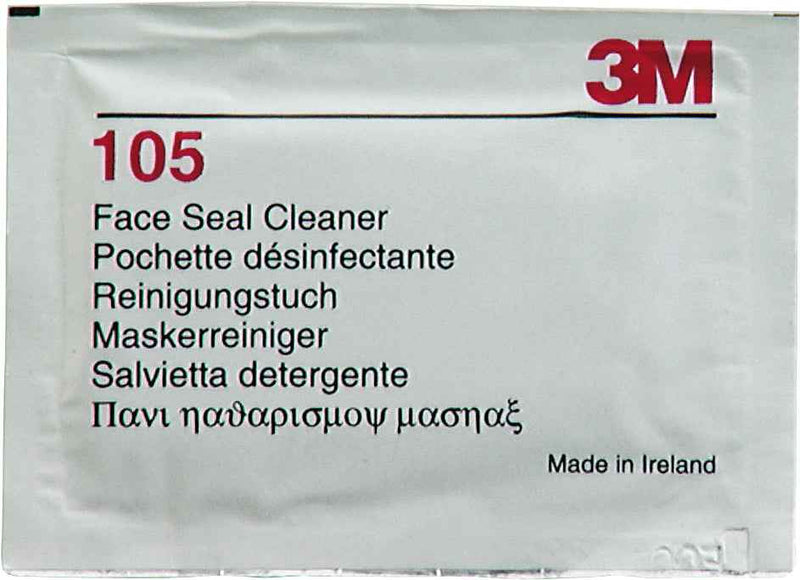 3M
105
Face Seal Cleaner
Pochette désinfectante
Reinigungstuch
Maskerreiniger
Salvietta detergente
Πανι ηαϑαρισμοψ μασηαξ
Made in Ireland